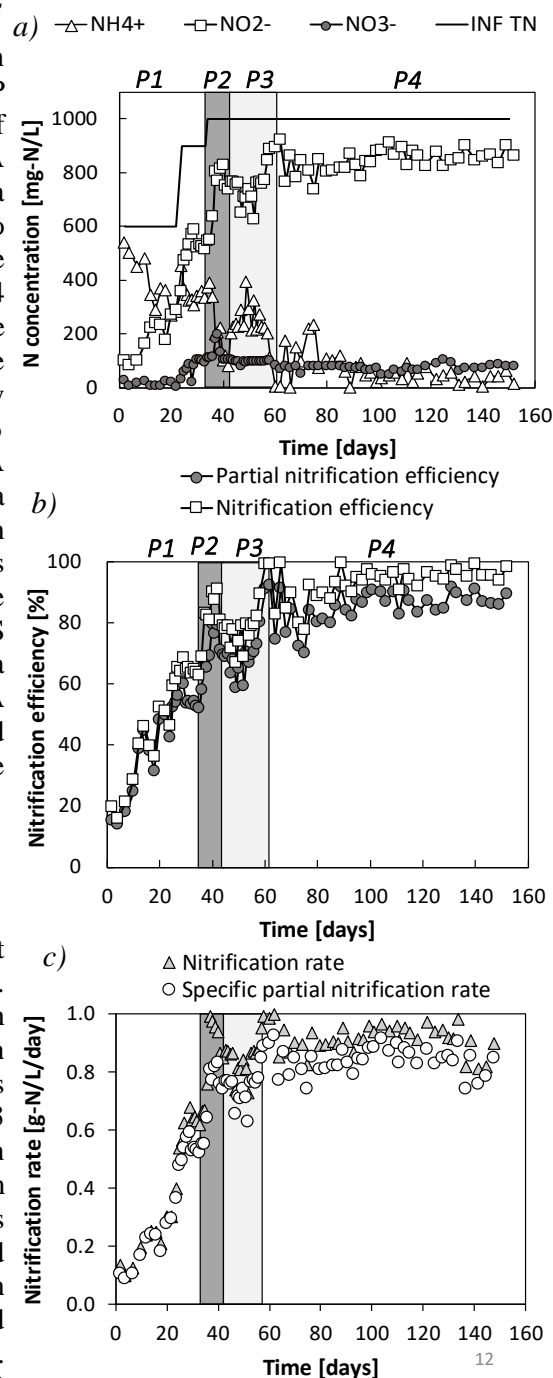 a) NH4+ NO2- NO3- INF TN
P1 P2 P3 P4
N concentration [mg-N/L]
1000
800
600
400
200
0
0 20 40 60 80 100 120 140 160
Time [days]
Partial nitrification efficiency
b) Nitrification efficiency
P1 P2 P3 P4
Nitrification efficiency [%]
100
80
60
40
20
0
0 20 40 60 80 100 120 140 160
Time [days]
c) Nitrification rate
Specific partial nitrification rate
Nitrification rate [g-N/L/day]
1.0
0.8
0.6
0.4
0.2
0.0
0 20 40 60 80 100 120 140 160
Time [days]
12